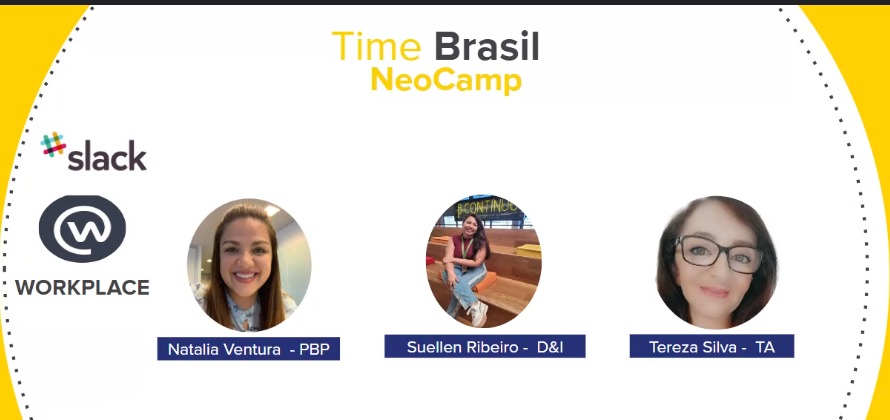 Time Brasil
NeoCamp
slack
WORKPLACE
#CONTINUO
Natalia Ventura - PBP
Suellen Ribeiro - D&I
Tereza Silva - TA